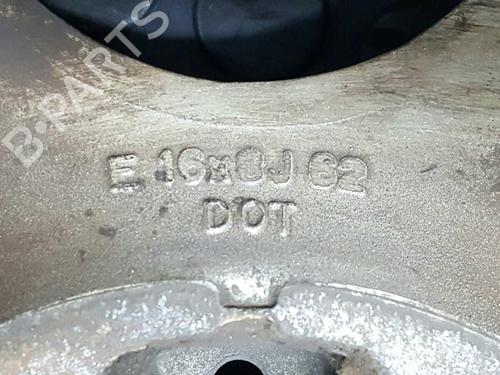 B-PARTS
E 16x8J 62
DOT